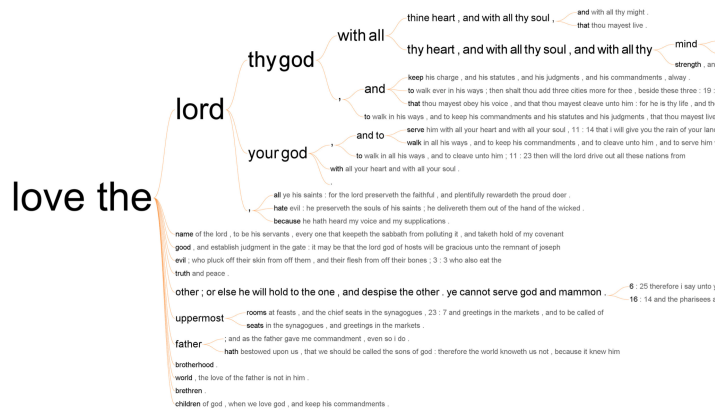 and with all thy might .
thine heart , and with all thy soul ,
that thou mayest live .
with all
mind
thy heart , and with all thy soul , and with all thy
thy god
strength , an
keep his charge , and his statutes , and his judgments , and his commandments , alway .
and
to walk ever in his ways ; then shalt thou add three cities more for thee , beside these three : 19 :
,
that thou mayest obey his voice , and that thou mayest cleave unto him : for he is thy life , and the
lord
to walk in his ways , and to keep his commandments and his statutes and his judgments , that thou mayest live
serve him with all your heart and with all your soul , 11 : 14 that i will give you the rain of your land
and to
, walk in all his ways , and to keep his commandments , and to cleave unto him , and to serve him
your god
to walk in all his ways , and to cleave unto him ; 11 : 23 then will the lord drive out all these nations from
with all your heart and with all your soul .
.
love the
all ye his saints : for the lord preserveth the faithful , and plentifully rewardeth the proud doer .
, hate evil : he preserveth the souls of his saints ; he delivereth them out of the hand of the wicked .
because he hath heard my voice and my supplications .
name of the lord , to be his servants , every one that keepeth the sabbath from polluting it , and taketh hold of my covenant
good , and establish judgment in the gate : it may be that the lord god of hosts will be gracious unto the remnant of joseph
evil ; who pluck off their skin from off them , and their flesh from off their bones ; 3 : 3 who also eat the
truth and peace .
6 : 25 therefore i say unto y
other ; or else he will hold to the one , and despise the other . ye cannot serve god and mammon .
16 : 14 and the pharisees a
rooms at feasts , and the chief seats in the synagogues , 23 : 7 and greetings in the markets , and to be called of
uppermost
seats in the synagogues , and greetings in the markets .
; and as the father gave me commandment , even so i do .
father
hath bestowed upon us , that we should be called the sons of god : therefore the world knoweth us not , because it knew him
brotherhood .
world , the love of the father is not in him .
brethren .
children of god , when we love god , and keep his commandments .